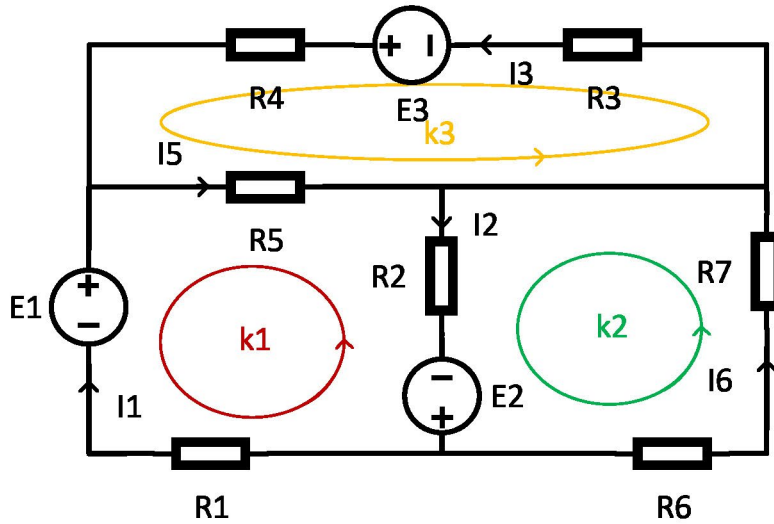 + −
I3
R4
R3
E3
k3
I5
I2
R5
R2
R7
+
−
E1
k1
k2
−
+
E2
I1
I6
R1
R6